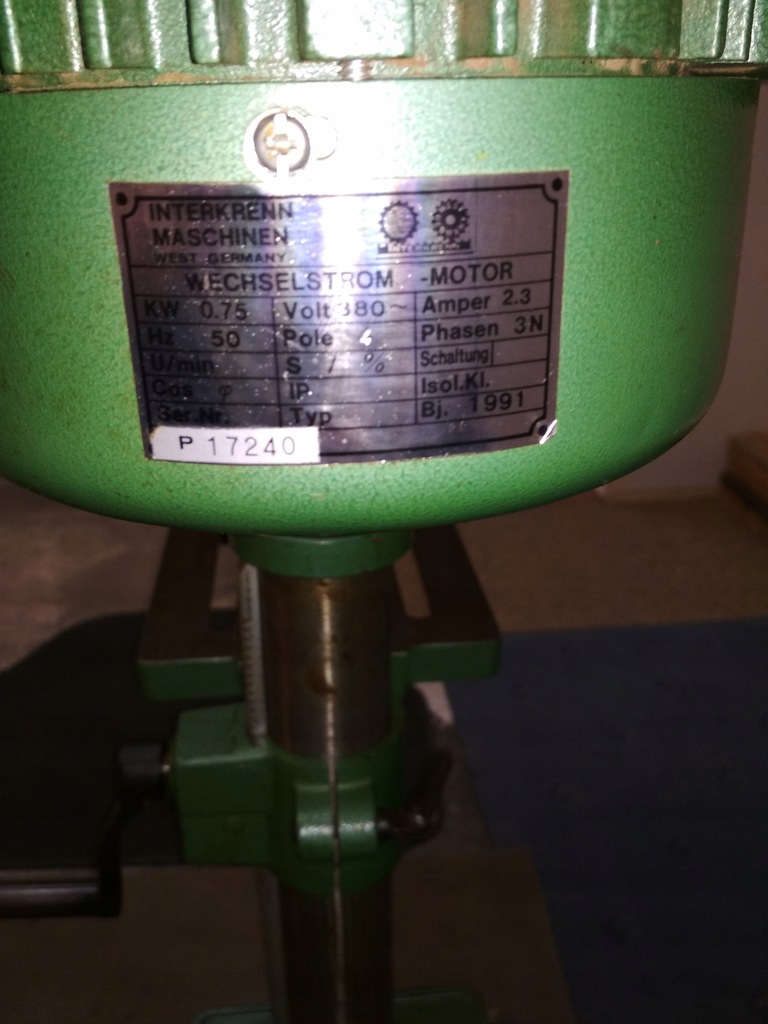 INTERKRENN
MASCHINEN
WEST GERMANY
WECHSELSTROM -MOTOR
KW 0.75 Volt 380~ Amper 2.3
Hz 50 Pole 4 Phasen 3N
U/min S / % Schaltung
Cos φ IP Isol.Kl.
Ser.Nr. Typ Bj. 1991
P 17240